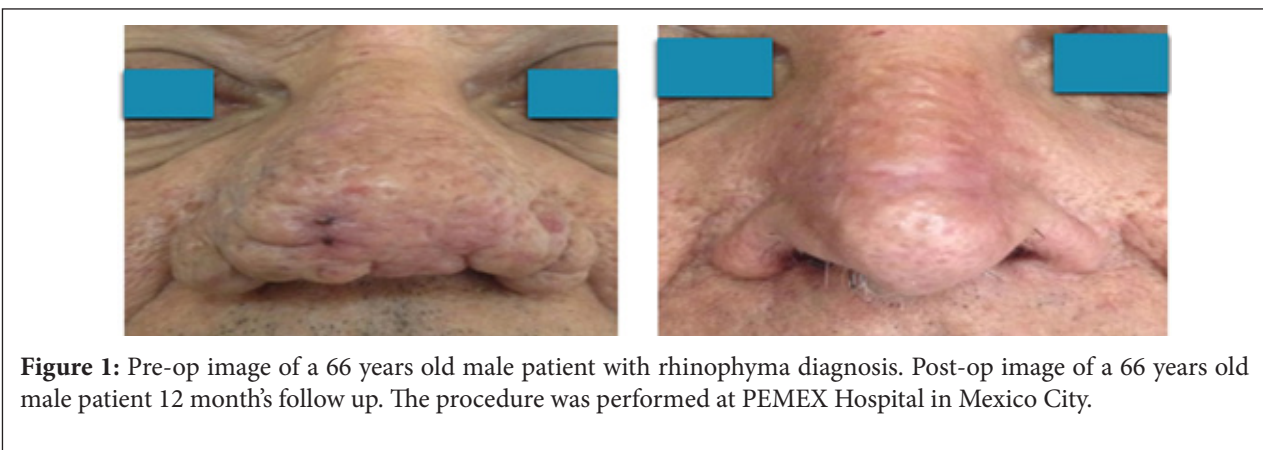 Figure 1: Pre-op image of a 66 years old male patient with rhinophyma diagnosis. Post-op image of a 66 years old
male patient 12 month's follow up. The procedure was performed at PEMEX Hospital in Mexico City.